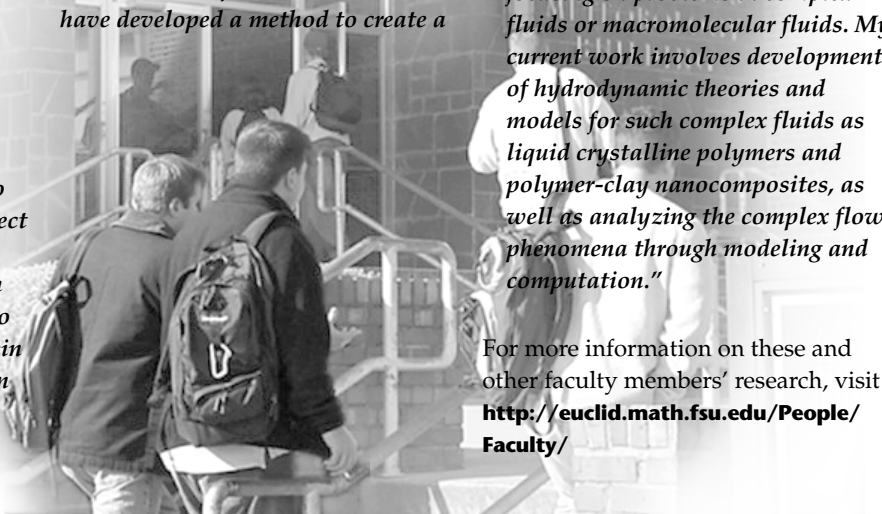 have developed a method to create a
ect
in
fluids or macromolecular fluids. My
current work involves development
of hydrodynamic theories and
models for such complex fluids as
liquid crystalline polymers and
polymer-clay nanocomposites, as
well as analyzing the complex flow
phenomena through modeling and
computation.”
For more information on these and
other faculty members’ research, visit
http://euclid.math.fsu.edu/People/
Faculty/